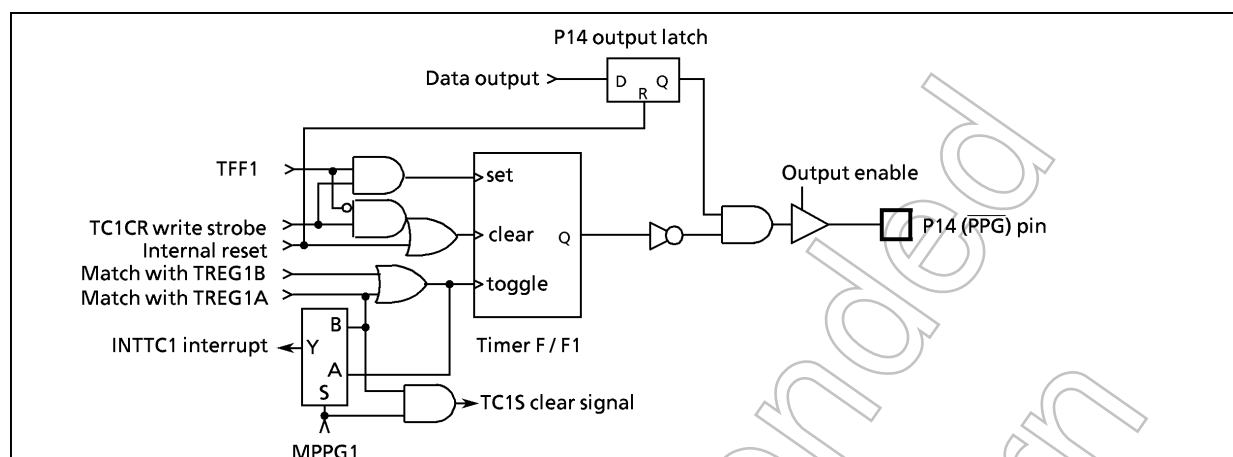 P14 output latch
Data output
D Q
R
TFF1
set
Output enable
TC1CR write strobe
Internal reset
clear
Q
P14 (PPG) pin
Match with TREG1B
Match with TREG1A
toggle
B
INTTC1 interrupt
Y
Timer F / F1
A
S
TC1S clear signal
MPPG1